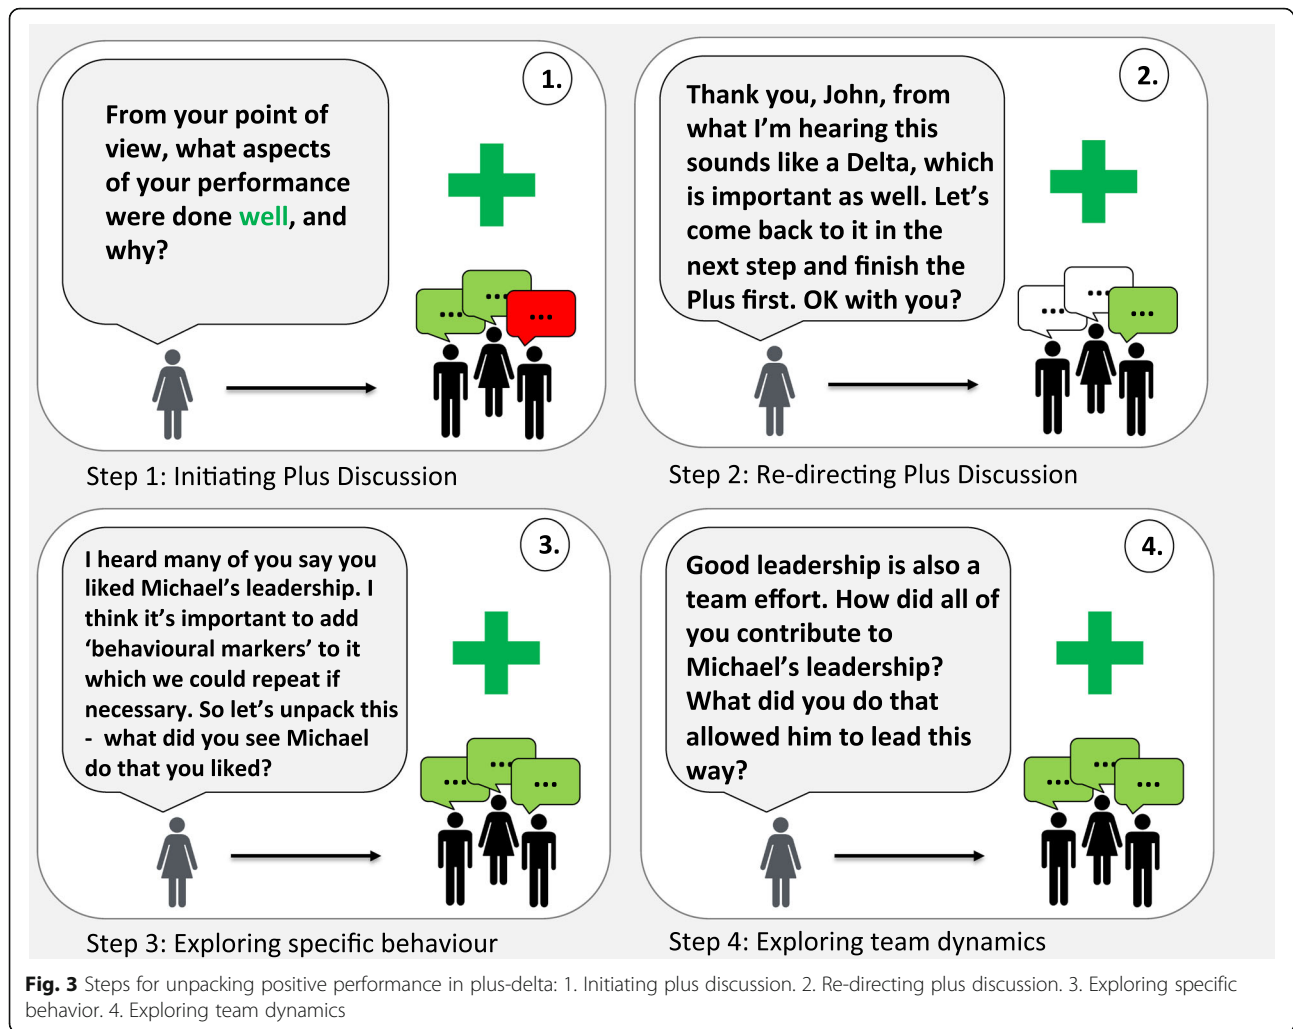 1.
From your point of
view, what aspects
of your performance
were done well, and
why?
...
...
...
Step 1: Initiating Plus Discussion
2.
Thank you, John, from
what I'm hearing this
sounds like a Delta, which
is important as well. Let's
come back to it in the
next step and finish the
Plus first. OK with you?
...
...
...
Step 2: Re-directing Plus Discussion
3.
I heard many of you say you
liked Michael's leadership. I
think it's important to add
‘behavioural markers’ to it
which we could repeat if
necessary. So let's unpack this
- what did you see Michael
do that you liked?
...
...
...
Step 3: Exploring specific behaviour
4.
Good leadership is also a
team effort. How did all of
you contribute to
Michael's leadership?
What did you do that
allowed him to lead this
way?
...
...
...
Step 4: Exploring team dynamics
Fig. 3 Steps for unpacking positive performance in plus-delta: 1. Initiating plus discussion. 2. Re-directing plus discussion. 3. Exploring specific
behavior. 4. Exploring team dynamics